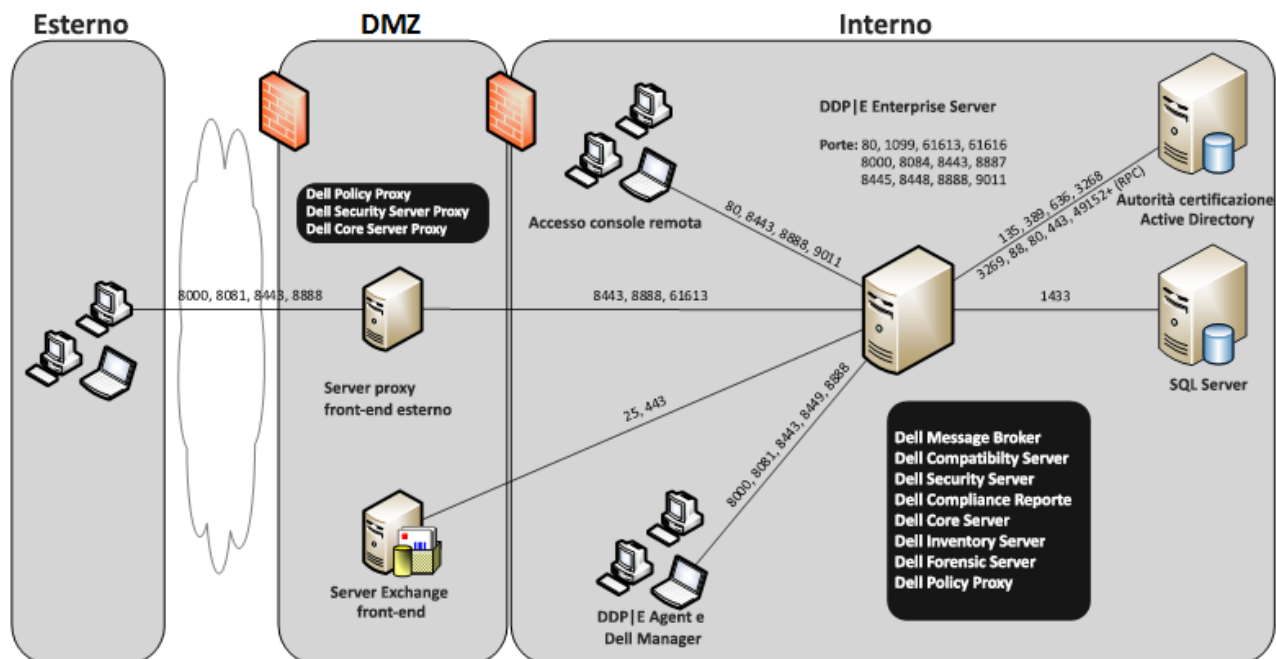 Esterno
DMZ
Interno
DDP|E Enterprise Server
Porte: 80, 1099, 61613, 61616
8000, 8084, 8443, 8887
8445, 8448, 8888, 9011
Dell Policy Proxy
Dell Security Server Proxy
Dell Core Server Proxy
Accesso console remota
80, 8443, 8888, 9011
135, 389, 636, 3268
3269, 88, 80, 443, 49152+ (RPC)
Autorità certificazione
Active Directory
8000, 8081, 8443, 8888
8443, 8888, 61613
1433
Server proxy
front-end esterno
SQL Server
25, 443
8000, 8081, 8443, 8449, 8888
Dell Message Broker
Dell Compatibilty Server
Dell Security Server
Dell Compliance Reporte
Dell Core Server
Dell Inventory Server
Dell Forensic Server
Dell Policy Proxy
Server Exchange
front-end
DDP|E Agent e
Dell Manager